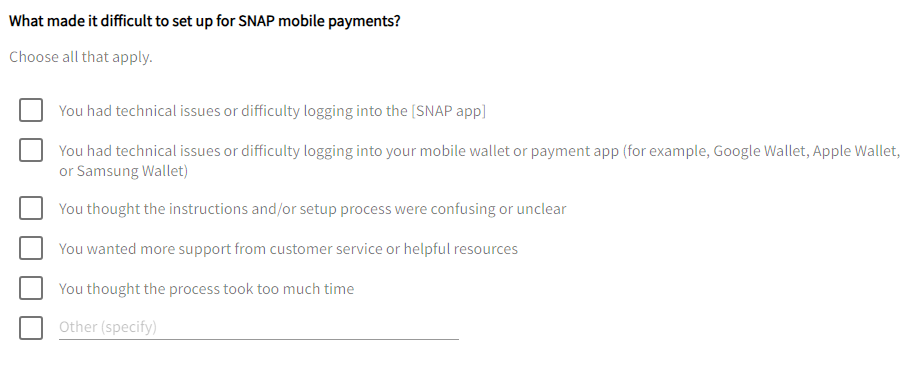 What made it difficult to set up for SNAP mobile payments?
Choose all that apply.
You had technical issues or difficulty logging into the [SNAP app]
You had technical issues or difficulty logging into your mobile wallet or payment app (for example, Google Wallet, Apple Wallet,
or Samsung Wallet)
You thought the instructions and/or setup process were confusing or unclear
You wanted more support from customer service or helpful resources
You thought the process took too much time
Other (specify)